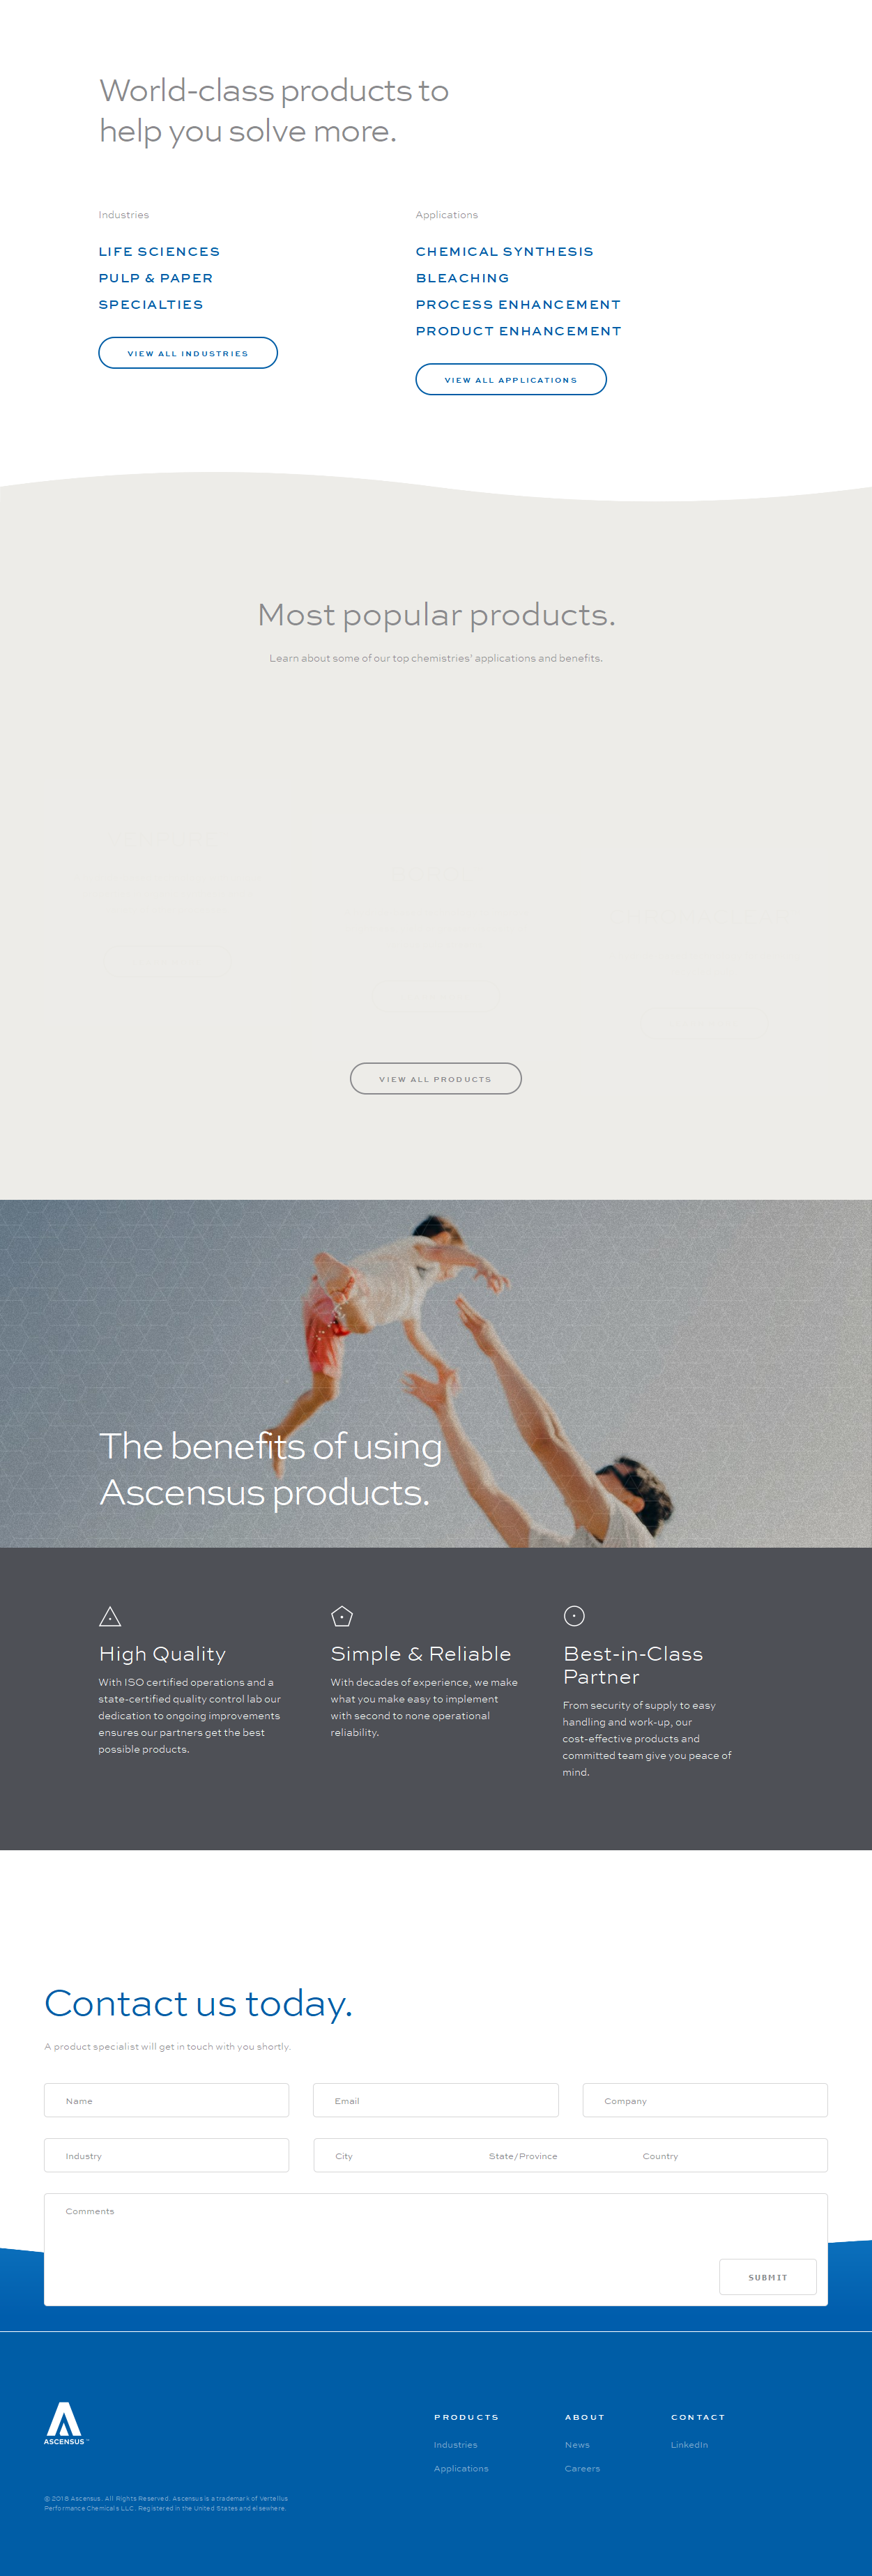 World-class products to
help you solve more.
Industries
LIFE SCIENCES
PULP & PAPER
SPECIALTIES
VIEW ALL INDUSTRIES
Applications
CHEMICAL SYNTHESIS
BLEACHING
PROCESS ENHANCEMENT
PRODUCT ENHANCEMENT
VIEW ALL APPLICATIONS
Most popular products.
Learn about some of our top chemistries' applications and benefits.
VIEW ALL PRODUCTS
The benefits of using
Ascensus products.
High Quality
With ISO certified operations and a
state-certified quality control lab our
dedication to ongoing improvements
ensures our partners get the best
possible products.
Simple & Reliable
With decades of experience, we make
what you make easy to implement
with second to none operational
reliability.
Best-in-Class
Partner
From security of supply to easy
handling and work-up, our
cost-effective products and
committed team give you peace of
mind.
Contact us today.
A product specialist will get in touch with you shortly.
Name
Email
Company
Industry
City
State/Province
Country
Comments
SUBMIT
ASCENSUS™
PRODUCTS
Industries
Applications
ABOUT
News
Careers
CONTACT
LinkedIn
© 2018 Ascensus. All Rights Reserved. Ascensus is a trademark of Vertellus
Performance Chemicals LLC. Registered in the United States and elsewhere.